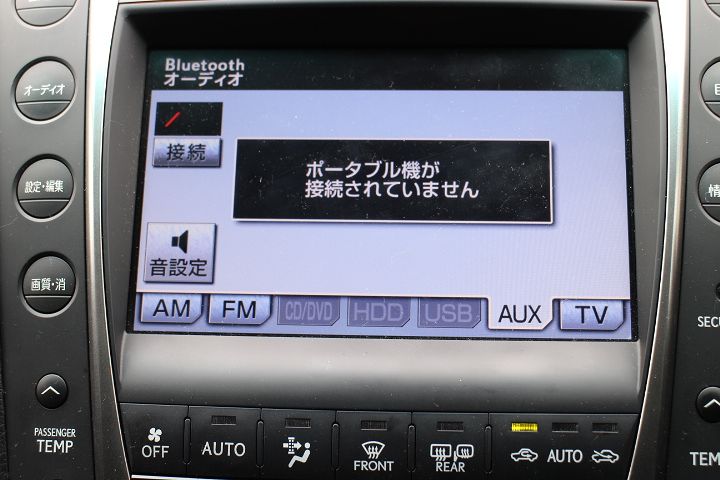 Bluetooth
オーディオ
オーディオ
接続
ポータブル機が
接続されていません
設定・編集
音設定
画質・消
AM FM CD/DVD HDD USB AUX TV
PASSENGER
TEMP
OFF AUTO FRONT REAR AUTO